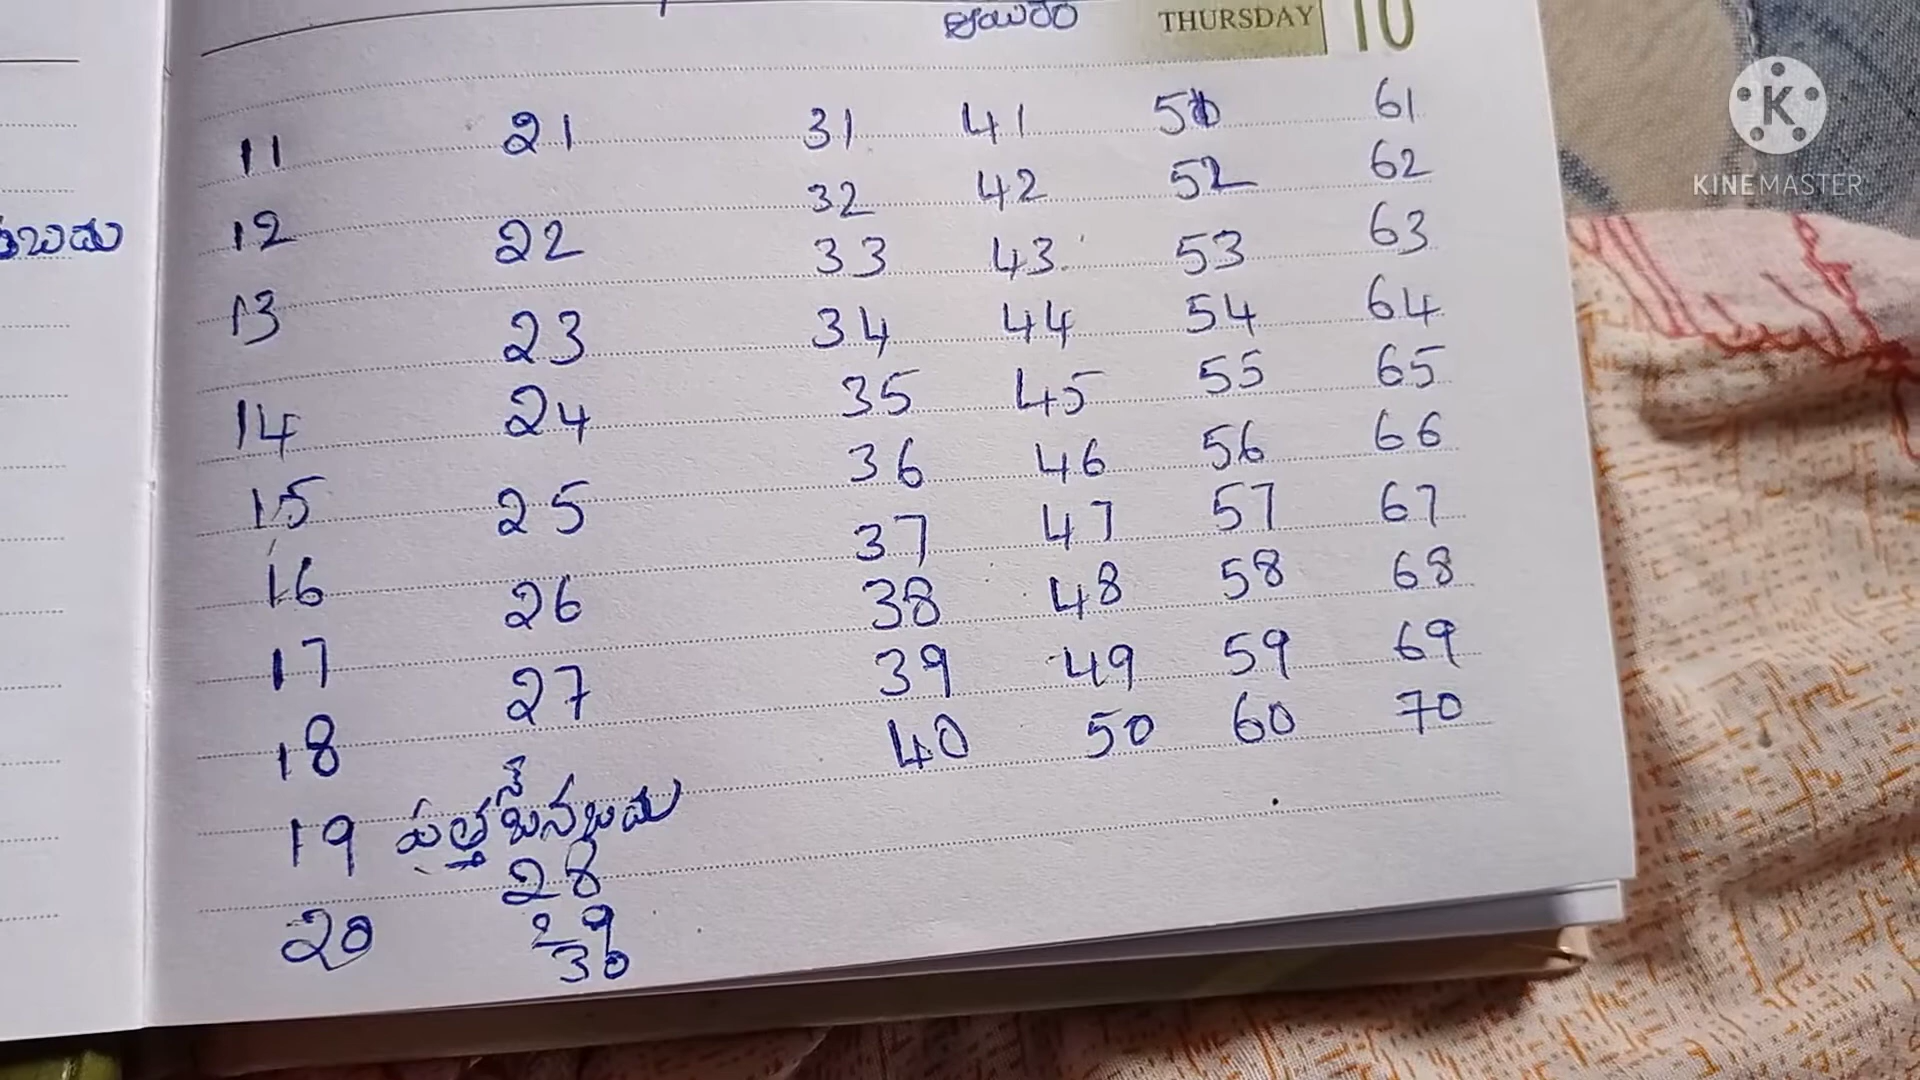 THURSDAY 10
11 21 31 41 51 61
12 22 32 42 52 62
13 23 33 43 53 63
14 24 34 44 54 64
15 25 35 45 55 65
16 26 36 46 56 66
17 27 37 47 57 67
18 38 48 58 68
19 28 39 49 59 69
20 29 40 50 60 70
30
K
KINEMASTER